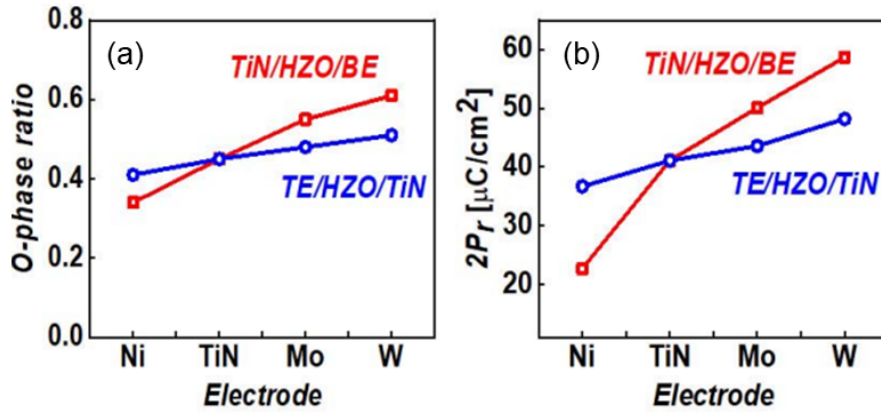 (a)
TiN/HZO/BE
TE/HZO/TiN
O-phase ratio
0.8
0.6
0.4
0.2
0.0
Ni TiN Mo W
Electrode
(b)
TiN/HZO/BE
TE/HZO/TiN
2Pr [μC/cm²]
60
50
40
30
20
Ni TiN Mo W
Electrode